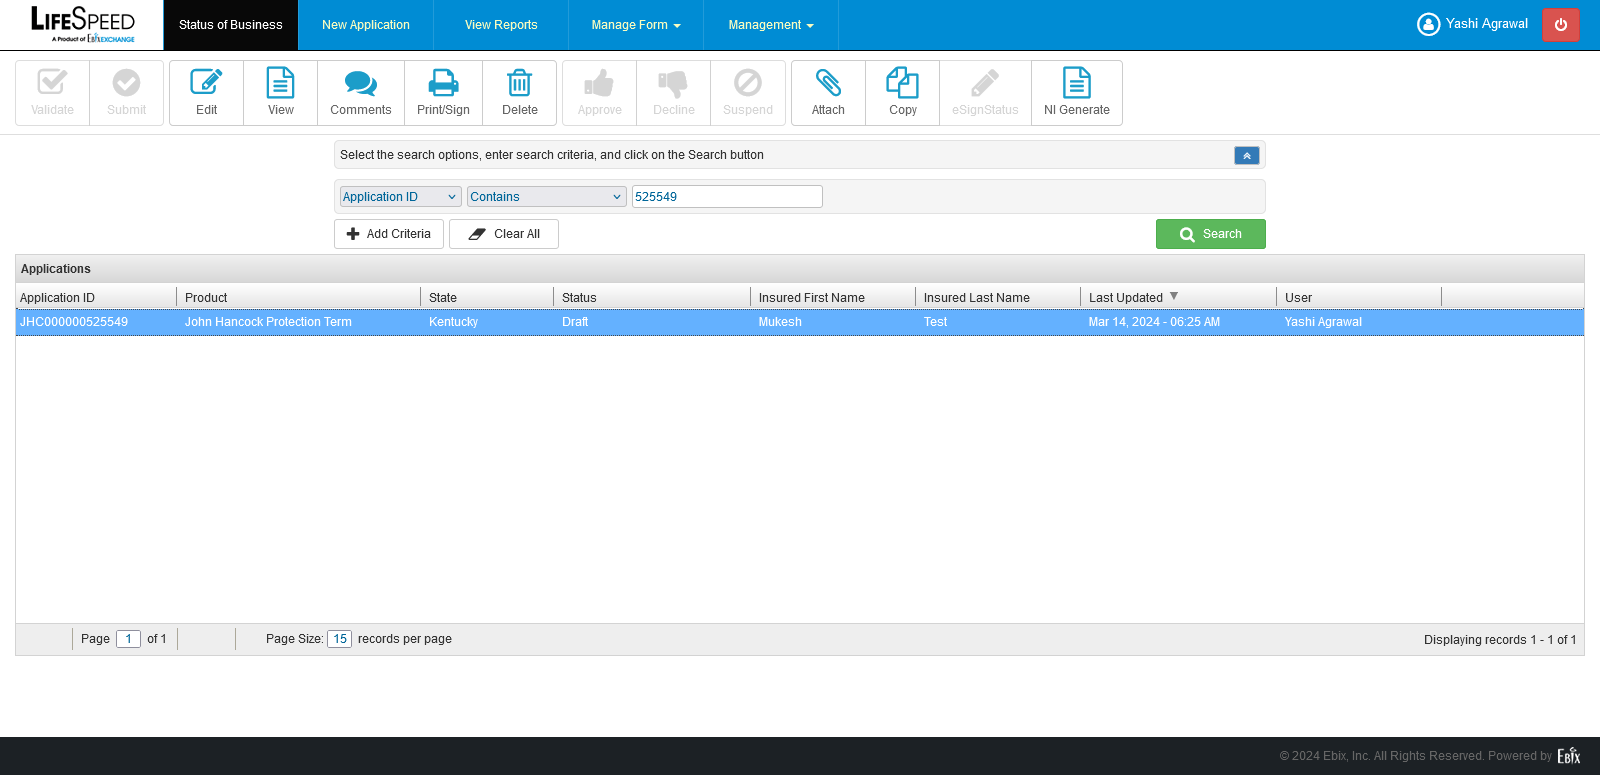 LIFESPEED
A Product of EbixEXCHANGE
Status of Business
New Application
View Reports
Manage Form
Management
Yashi Agrawal
Validate
Submit
Edit
View
Comments
Print/Sign
Delete
Approve
Decline
Suspend
Attach
Copy
eSignStatus
NI Generate
Select the search options, enter search criteria, and click on the Search button
Application ID
Contains
525549
Add Criteria
Clear All
Search
Applications
Application ID Product State Status Insured First Name Insured Last Name Last Updated User
JHC000000525549 John Hancock Protection Term Kentucky Draft Mukesh Test Mar 14, 2024 - 06:25 AM Yashi Agrawal
Page 1 of 1 Page Size: 15 records per page Displaying records 1 - 1 of 1
© 2024 Ebix, Inc. All Rights Reserved. Powered by Ebix